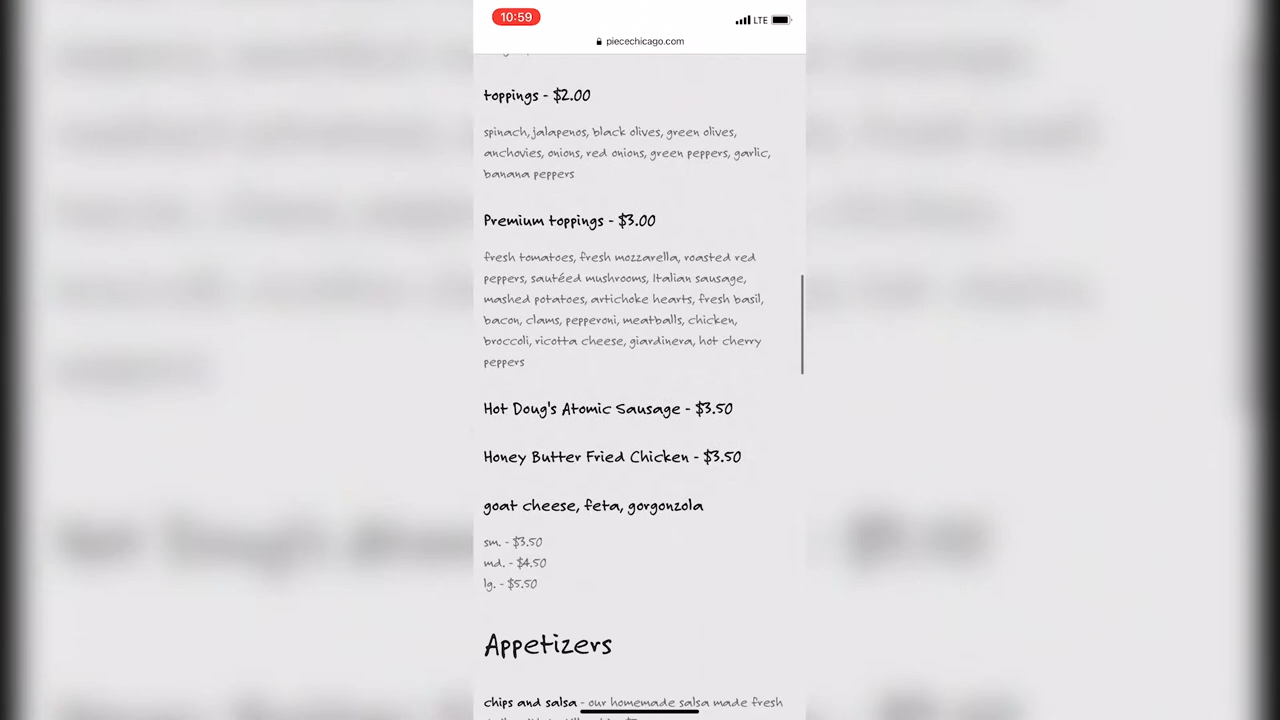 10:59
LTE
piecechicago.com
toppings - $2.00
spinach, jalapenos, black olives, green olives,
anchovies, onions, red onions, green peppers, garlic,
banana peppers
Premium toppings - $3.00
fresh tomatoes, fresh mozzarella, roasted red
peppers, sautéed mushrooms, Italian sausage,
mashed potatoes, artichoke hearts, fresh basil,
bacon, clams, pepperoni, meatballs, chicken,
broccoli, ricotta cheese, giardinera, hot cherry
peppers
Hot Doug's Atomic Sausage - $3.50
Honey Butter Fried Chicken - $3.50
goat cheese, feta, gorgonzola
sm. - $3.50
md. - $4.50
lg. - $5.50
Appetizers
chips and salsa - our homemade salsa made fresh